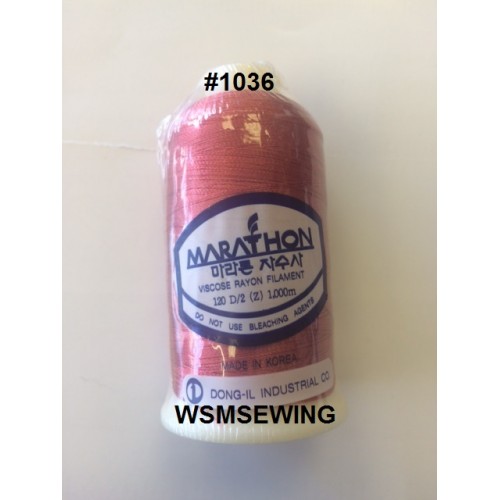 #1036
MARATHON
마라톤 자수사
VISCOSE RAYON FILAMENT
120 D/2 (Z) 1,000m
DO NOT USE BLEACHING AGENTS
MADE IN KOREA
1 DONG-IL INDUSTRIAL CO
WSMSEWING